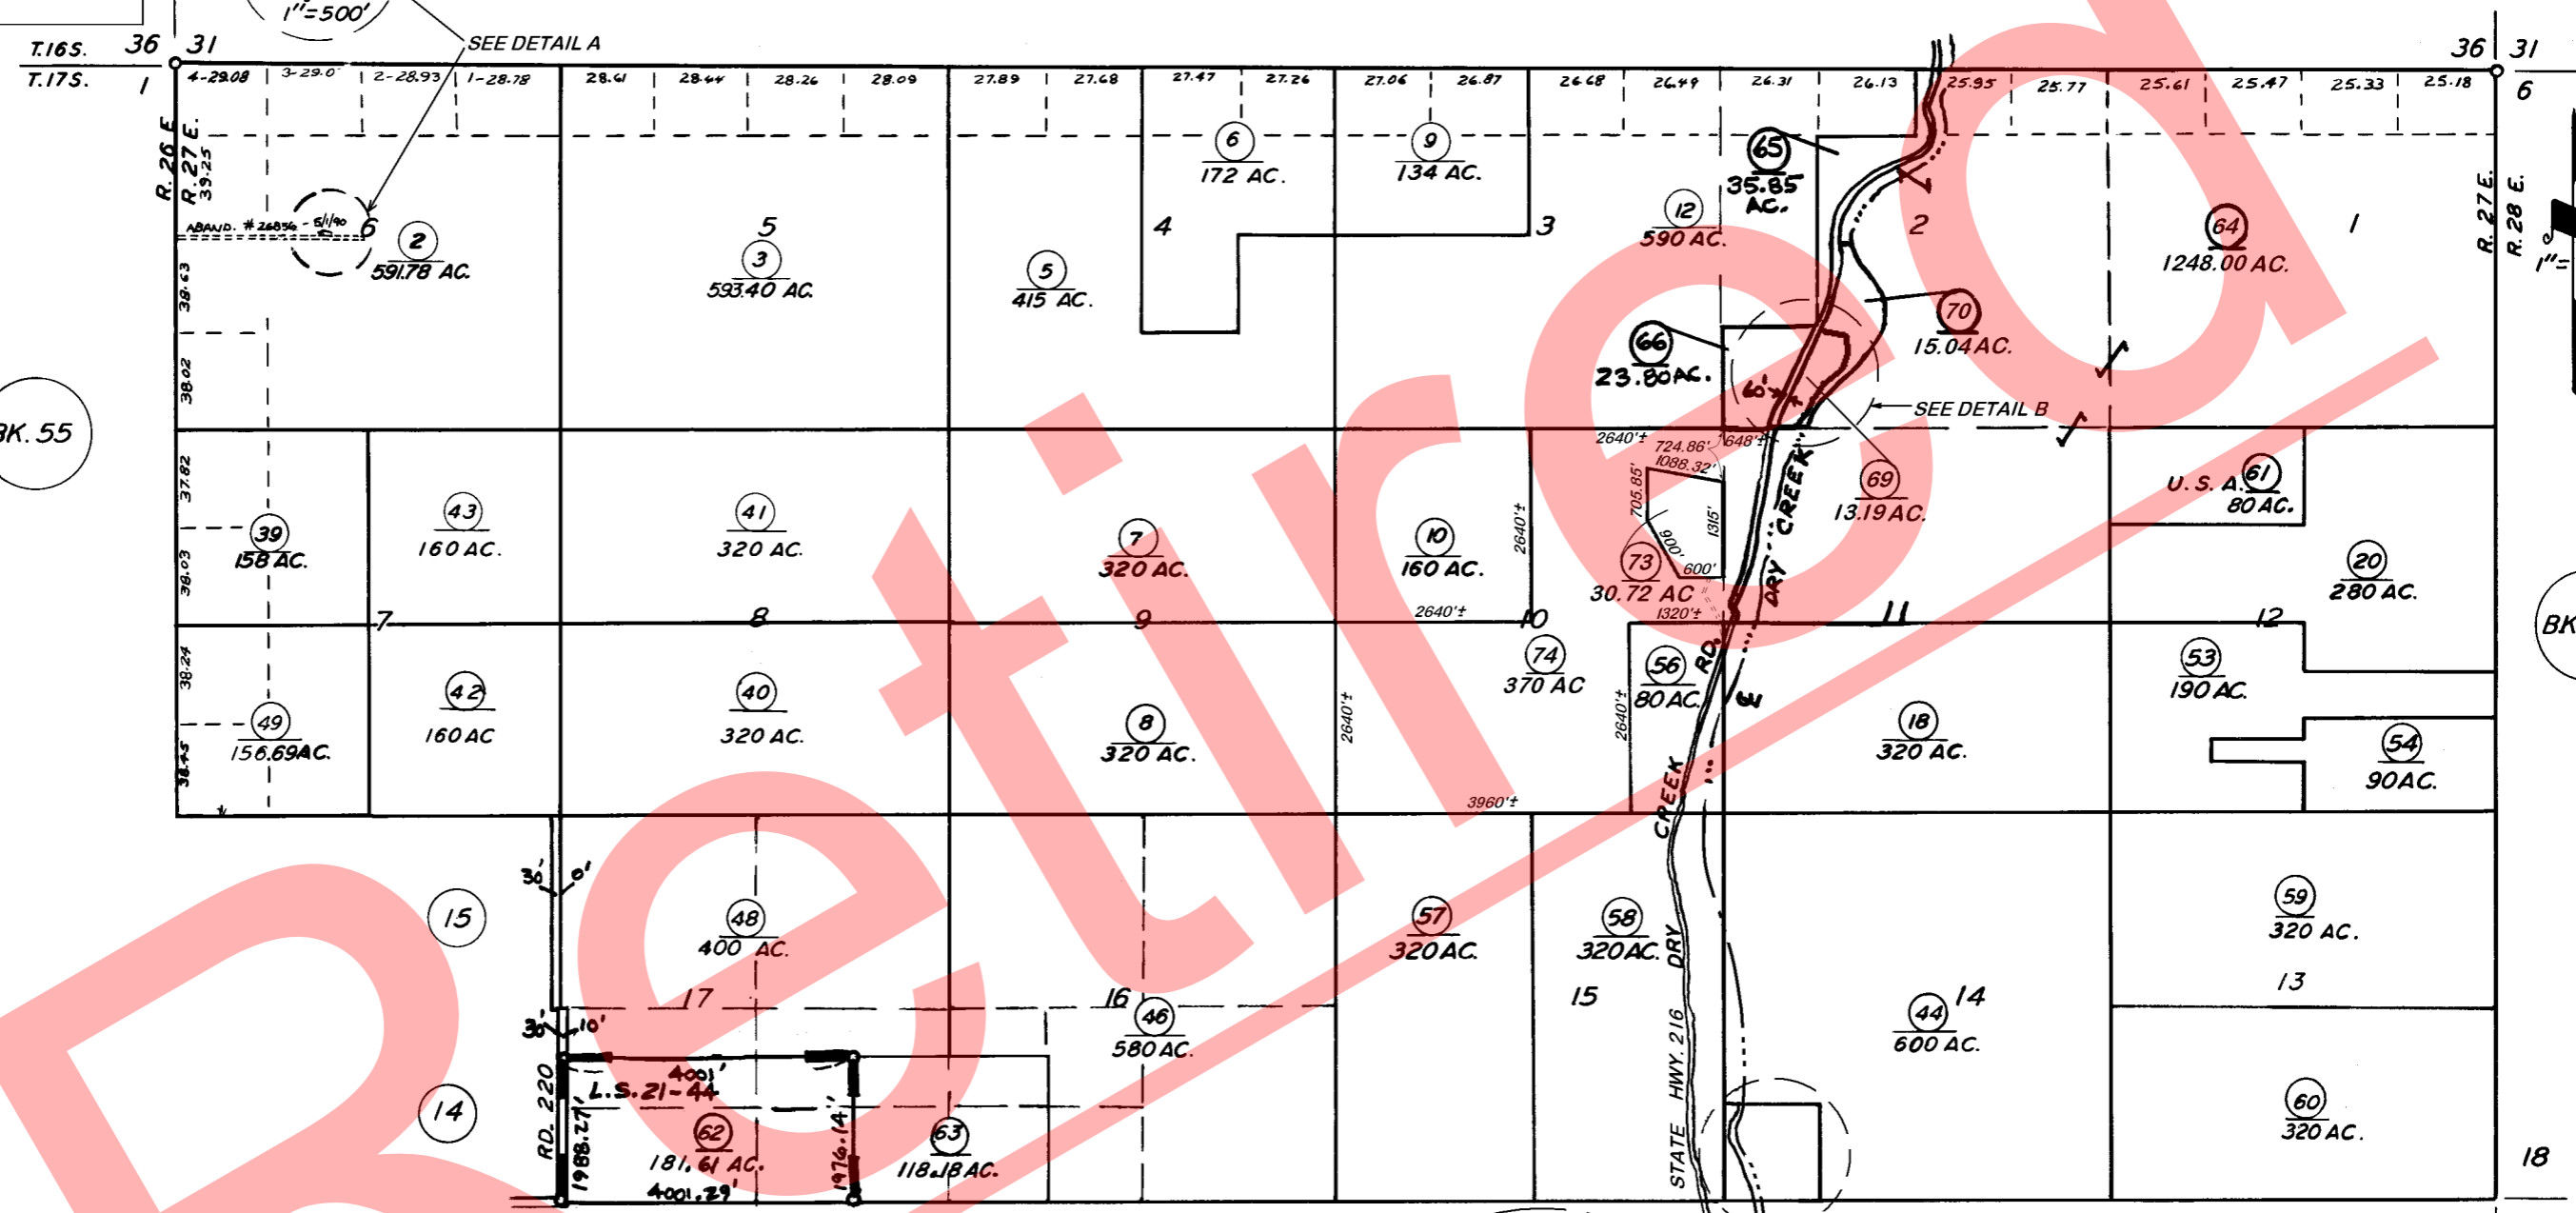 1"=500'
SEE DETAIL A
T.16S. 36 31
T.17S. 1
36 31
6
4-29.08 3-29.0 2-28.93 1-28.78 28.61 28.44 28.26 28.09 27.89 27.68 27.47 27.26 27.06 26.87 26.68 26.49 26.31 26.13 25.95 25.77 25.61 25.47 25.33 25.18
R.26 E.
R.27 E.
39.25
38.63
38.02
37.82
38.03
38.24
38.45
R.27E.
R.28 E.
1"=
ABAND. #26856 - 5/1/90
6
2
591.78 AC.
5
3
593.40 AC.
5
415 AC.
4
6
172 AC.
9
134 AC.
3
12
590 AC.
65
35.85
AC.
2
64
1248.00 AC.
1
70
15.04 AC.
66
23.80 AC.
60'
SEE DETAIL B
BK. 55
39
158 AC.
43
160 AC.
41
320 AC.
7
320 AC.
10
160 AC.
2640'±
2640'±
2640'±
724.86'
648'±
1088.32'
705.85'
1315'
900'
600'
73
30.72 AC
1320'±
69
13.19 AC.
DRY CREEK
U.S.A. 61
80 AC.
20
280 AC.
BK
7
8
9
10
11
12
49
156.69 AC.
42
160 AC
40
320 AC.
8
320 AC.
2640'±
74
370 AC
2640'±
56
80 AC.
3960'±
18
320 AC.
53
190 AC.
54
90 AC.
15
30' 0'
48
400 AC.
17
16
46
580 AC.
57
320 AC.
58
320 AC.
15
STATE HWY. 216 DRY CREEK RD.
44
14
600 AC.
59
320 AC.
13
60
320 AC.
18
14
30' 10'
RD. 220
1988.27'
4001'
L.S. 21-44
62
181.61 AC.
4001.29'
1976.14'
63
118.18 AC.
Retired